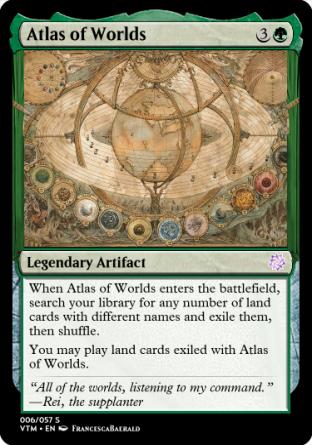 Atlas of Worlds 3
Legendary Artifact
When Atlas of Worlds enters the battlefield,
search your library for any number of land
cards with different names and exile them,
then shuffle.
You may play land cards exiled with Atlas
of Worlds.
“All of the worlds, listening to my command.”
—Rei, the supplanter
006/057 S
VTM • EN FrancescaBaerald